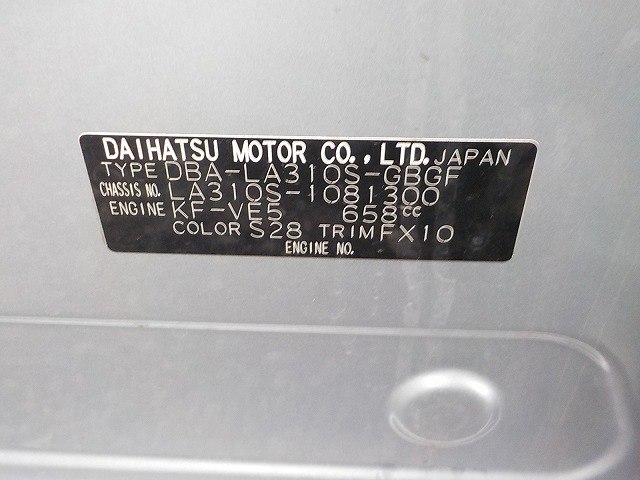 DAIHATSU MOTOR CO., LTD. JAPAN
TYPE DBA-LA310S-GBGF
CHASSIS NO. LA310S-1081300
ENGINE KF-VE5 658cc
COLOR S28 TRIM FX10
ENGINE NO.